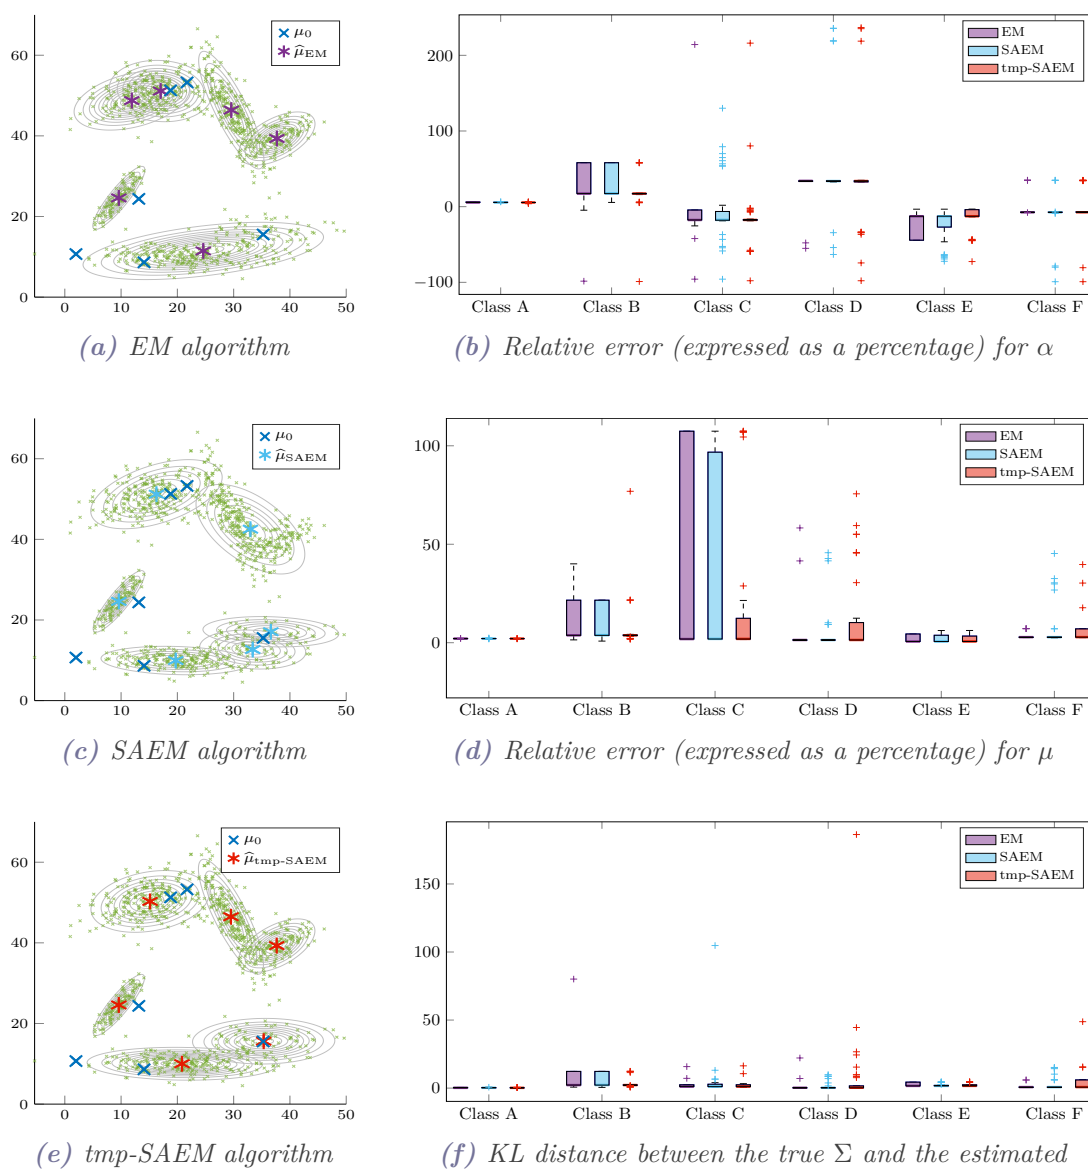 μ0
μ̂EM
60
40
20
0
0 10 20 30 40 50
(a) EM algorithm
EM
SAEM
tmp-SAEM
200
100
0
−100
Class A Class B Class C Class D Class E Class F
(b) Relative error (expressed as a percentage) for α
μ0
μ̂SAEM
60
40
20
0
0 10 20 30 40 50
(c) SAEM algorithm
EM
SAEM
tmp-SAEM
100
50
0
Class A Class B Class C Class D Class E Class F
(d) Relative error (expressed as a percentage) for μ
μ0
μ̂tmp-SAEM
60
40
20
0
0 10 20 30 40 50
(e) tmp-SAEM algorithm
EM
SAEM
tmp-SAEM
150
100
50
0
Class A Class B Class C Class D Class E Class F
(f) KL distance between the true Σ and the estimated